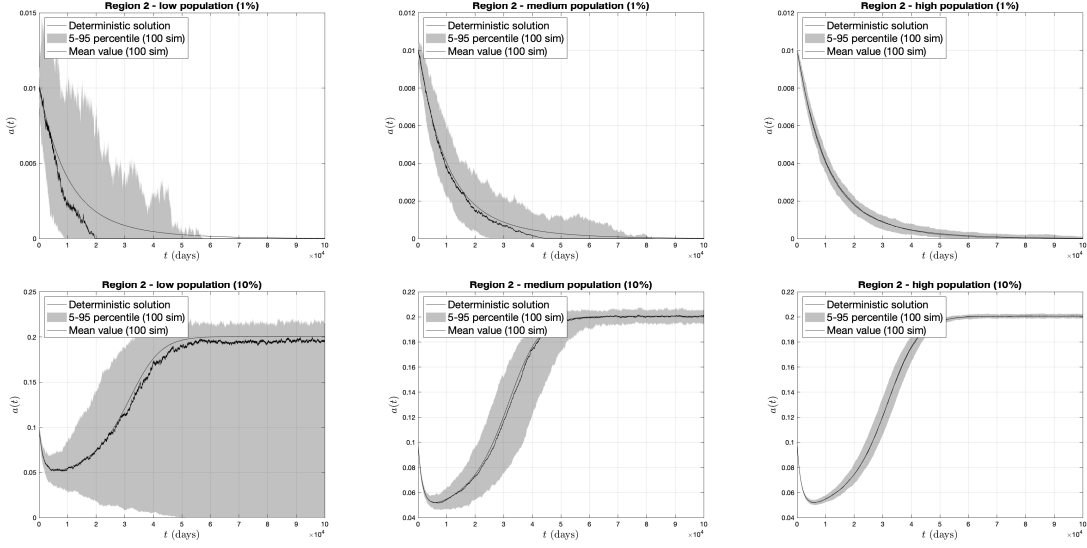 Region 2 - low population (1%)
0.015
0.01
0.005
0
a(t)
Deterministic solution
5-95 percentile (100 sim)
Mean value (100 sim)
0 1 2 3 4 5 6 7 8 9 10
t (days)
×10⁴
Region 2 - medium population (1%)
0.012
0.01
0.008
0.006
0.004
0.002
0
a(t)
Deterministic solution
5-95 percentile (100 sim)
Mean value (100 sim)
0 1 2 3 4 5 6 7 8 9 10
t (days)
×10⁴
Region 2 - high population (1%)
0.012
0.01
0.008
0.006
0.004
0.002
0
a(t)
Deterministic solution
5-95 percentile (100 sim)
Mean value (100 sim)
0 1 2 3 4 5 6 7 8 9 10
t (days)
×10⁴
Region 2 - low population (10%)
0.25
0.2
0.15
0.1
0.05
0
a(t)
Deterministic solution
5-95 percentile (100 sim)
Mean value (100 sim)
0 1 2 3 4 5 6 7 8 9 10
t (days)
×10⁴
Region 2 - medium population (10%)
0.22
0.2
0.18
0.16
0.14
0.12
0.1
0.08
0.06
0.04
a(t)
Deterministic solution
5-95 percentile (100 sim)
Mean value (100 sim)
0 1 2 3 4 5 6 7 8 9 10
t (days)
×10⁴
Region 2 - high population (10%)
0.22
0.2
0.18
0.16
0.14
0.12
0.1
0.08
0.06
0.04
a(t)
Deterministic solution
5-95 percentile (100 sim)
Mean value (100 sim)
0 1 2 3 4 5 6 7 8 9 10
t (days)
×10⁴